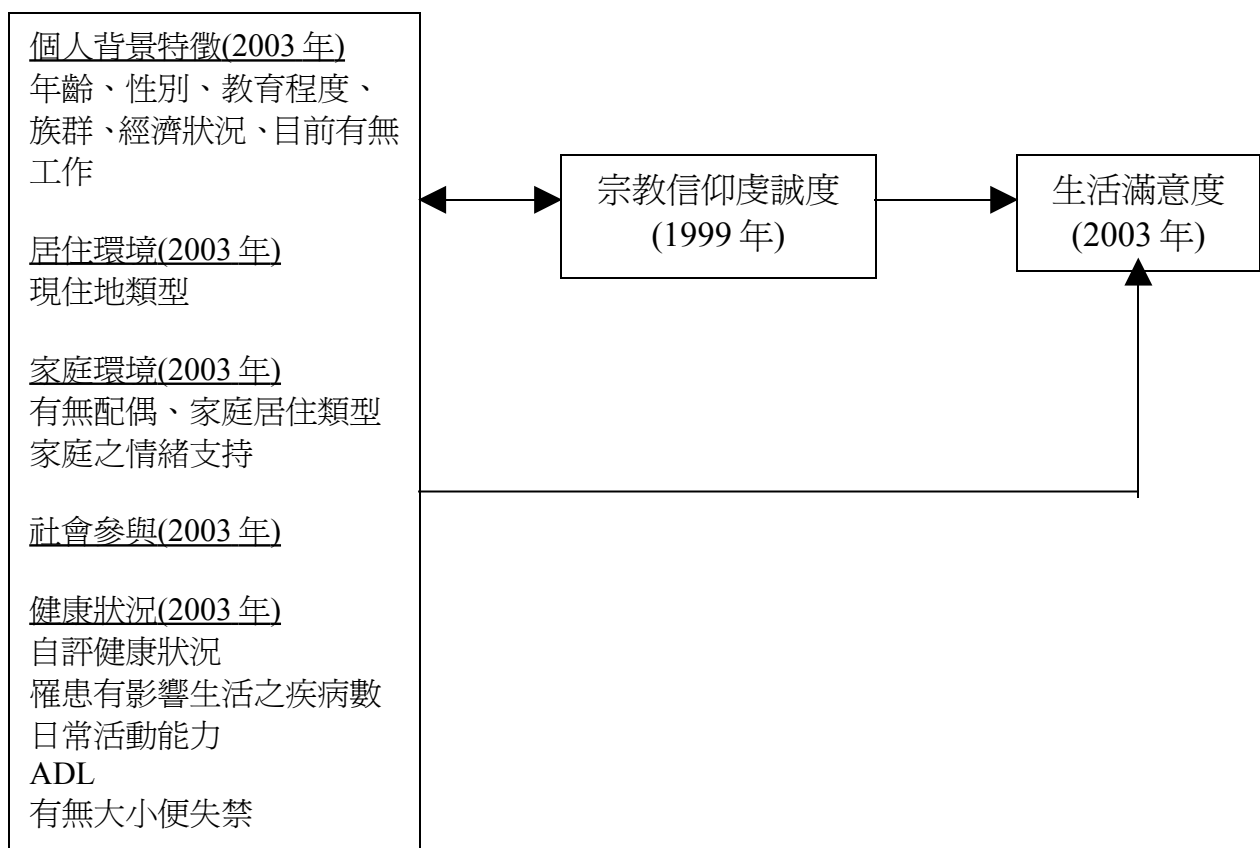 個人背景特徵(2003 年)
年齡、性別、教育程度、
族群、經濟狀況、目前有無
工作
居住環境(2003 年)
現住地類型
家庭環境(2003 年)
有無配偶、家庭居住類型
家庭之情緒支持
社會參與(2003 年)
健康狀況(2003 年)
自評健康狀況
罹患有影響生活之疾病數
日常活動能力
ADL
有無大小便失禁
宗教信仰虔誠度
(1999 年)
生活滿意度
(2003 年)